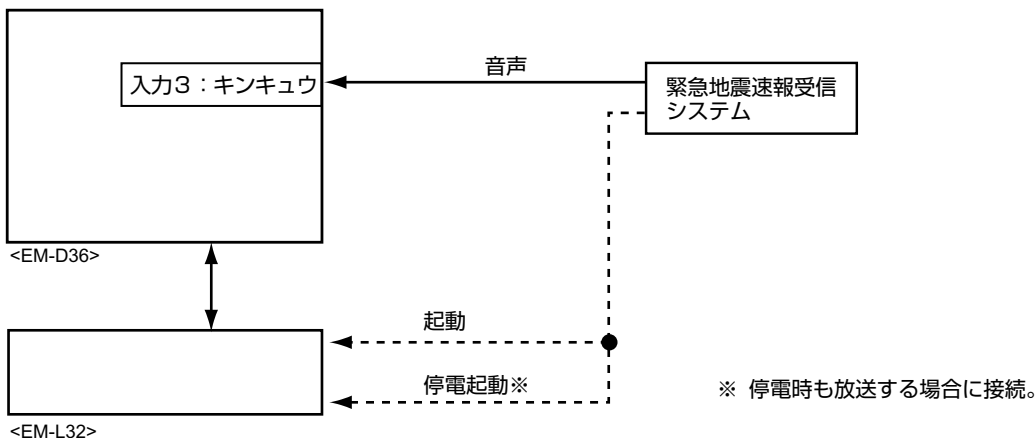 音声
入力3：キンキュウ
緊急地震速報受信
システム
<EM-D36>
起動
停電起動※
※ 停電時も放送する場合に接続。
<EM-L32>